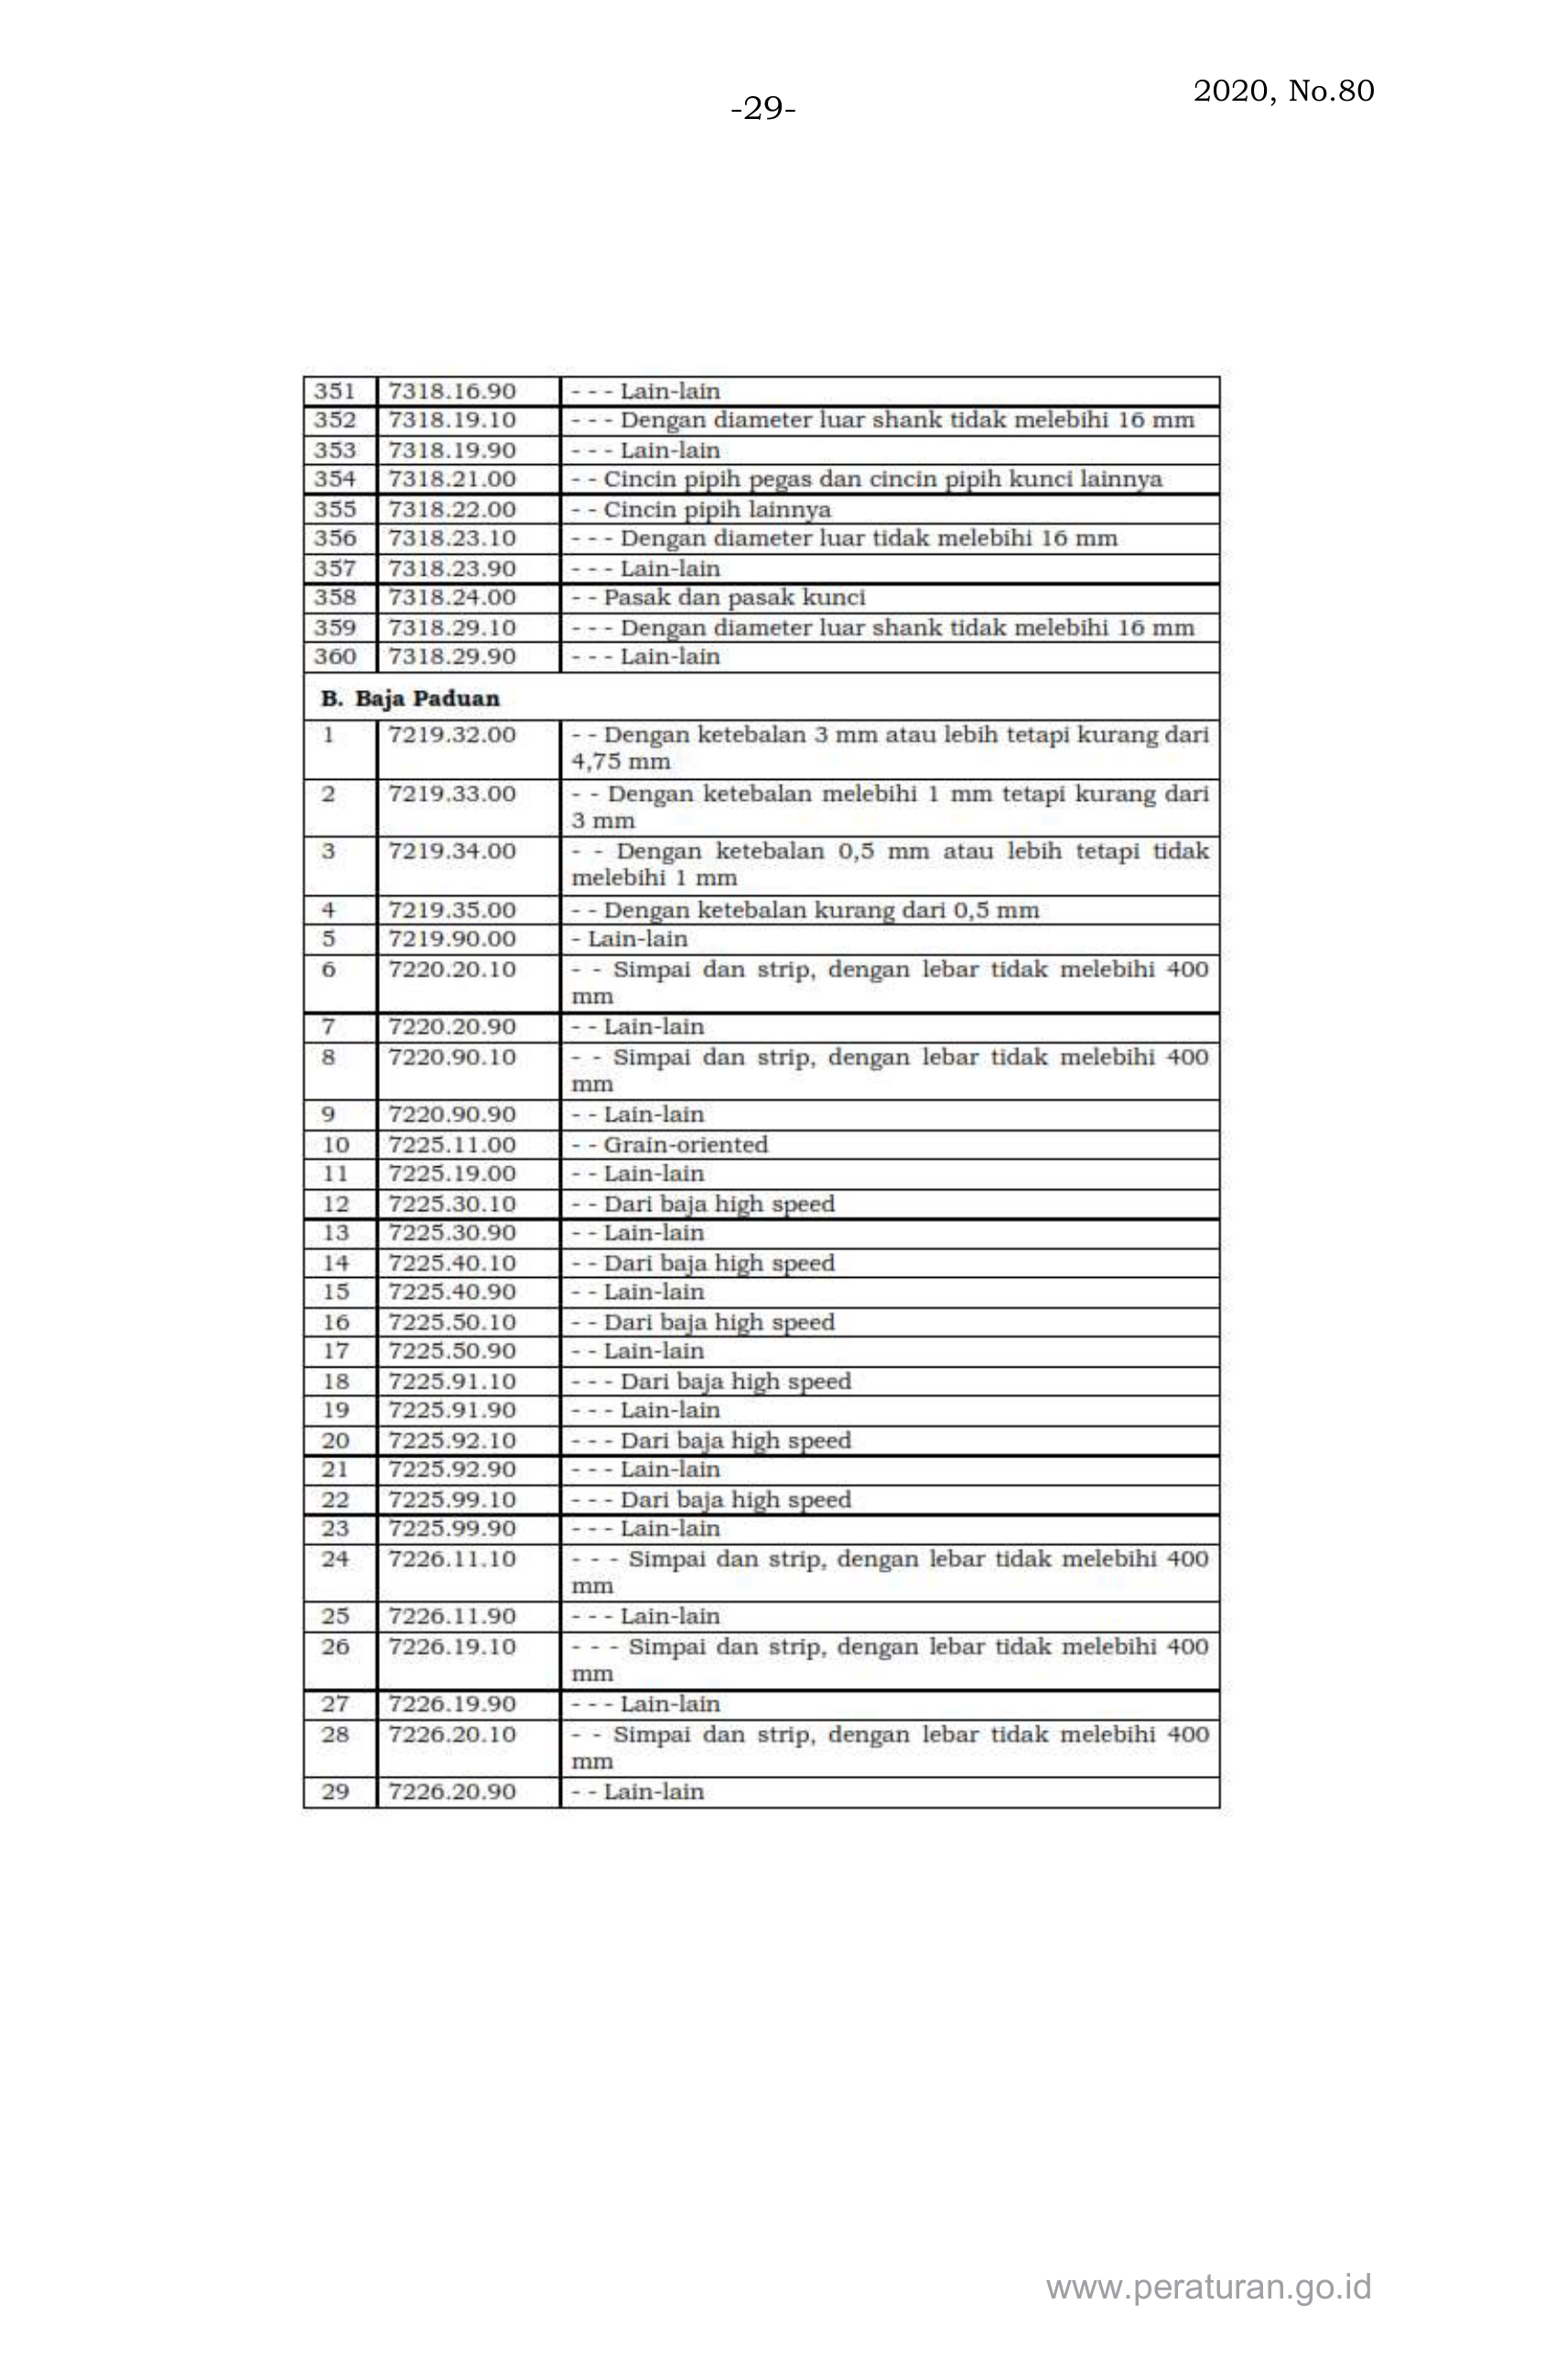 2020, No.80
-29-
351 7318.16.90 - - - Lain-lain
352 7318.19.10 - - - Dengan diameter luar shank tidak melebihi 16 mm
353 7318.19.90 - - - Lain-lain
354 7318.21.00 - - Cincin pipih pegas dan cincin pipih kunci lainnya
355 7318.22.00 - - Cincin pipih lainnya
356 7318.23.10 - - - Dengan diameter luar tidak melebihi 16 mm
357 7318.23.90 - - - Lain-lain
358 7318.24.00 - - Pasak dan pasak kunci
359 7318.29.10 - - - Dengan diameter luar shank tidak melebihi 16 mm
360 7318.29.90 - - - Lain-lain
B. Baja Paduan
1 7219.32.00 - - Dengan ketebalan 3 mm atau lebih tetapi kurang dari
4,75 mm
2 7219.33.00 - - Dengan ketebalan melebihi 1 mm tetapi kurang dari
3 mm
3 7219.34.00 - - Dengan ketebalan 0,5 mm atau lebih tetapi tidak
melebihi 1 mm
4 7219.35.00 - - Dengan ketebalan kurang dari 0,5 mm
5 7219.90.00 - Lain-lain
6 7220.20.10 - - Simpai dan strip, dengan lebar tidak melebihi 400
mm
7 7220.20.90 - - Lain-lain
8 7220.90.10 - - Simpai dan strip, dengan lebar tidak melebihi 400
mm
9 7220.90.90 - - Lain-lain
10 7225.11.00 - - Grain-oriented
11 7225.19.00 - - Lain-lain
12 7225.30.10 - - Dari baja high speed
13 7225.30.90 - - Lain-lain
14 7225.40.10 - - Dari baja high speed
15 7225.40.90 - - Lain-lain
16 7225.50.10 - - Dari baja high speed
17 7225.50.90 - - Lain-lain
18 7225.91.10 - - - Dari baja high speed
19 7225.91.90 - - - Lain-lain
20 7225.92.10 - - - Dari baja high speed
21 7225.92.90 - - - Lain-lain
22 7225.99.10 - - - Dari baja high speed
23 7225.99.90 - - - Lain-lain
24 7226.11.10 - - - Simpai dan strip, dengan lebar tidak melebihi 400
mm
25 7226.11.90 - - - Lain-lain
26 7226.19.10 - - - Simpai dan strip, dengan lebar tidak melebihi 400
mm
27 7226.19.90 - - - Lain-lain
28 7226.20.10 - - Simpai dan strip, dengan lebar tidak melebihi 400
mm
29 7226.20.90 - - Lain-lain
www.peraturan.go.id